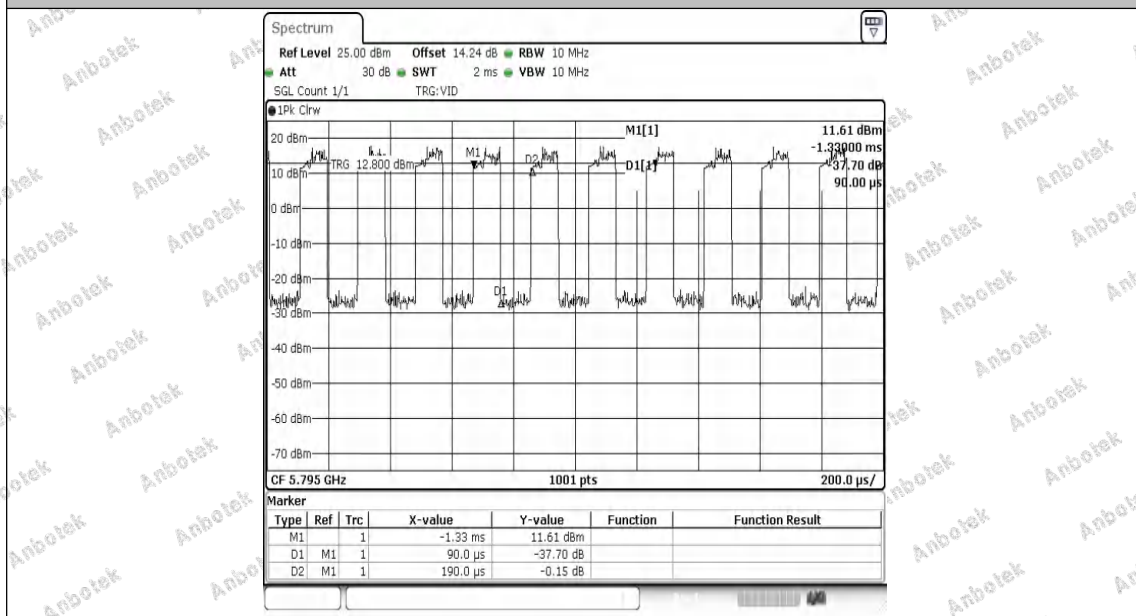 Spectrum
Ref Level 25.00 dBm Offset 14.24 dB RBW 10 MHz
Att 30 dB SWT 2 ms VBW 10 MHz
SGL Count 1/1 TRG:VID
1Pk Clrw
M1[1] 11.61 dBm
-1.33000 ms
D1[1] -37.70 dB
90.00 µs
20 dBm
TRG 12.800 dBm
M1
D2
10 dBm
0 dBm
-10 dBm
-20 dBm
D1
-30 dBm
-40 dBm
-50 dBm
-60 dBm
-70 dBm
CF 5.795 GHz 1001 pts 200.0 µs/
Marker
Type Ref Trc X-value Y-value Function Function Result
M1 1 -1.33 ms 11.61 dBm
D1 M1 1 90.0 µs -37.70 dB
D2 M1 1 190.0 µs -0.15 dB
Anbotek